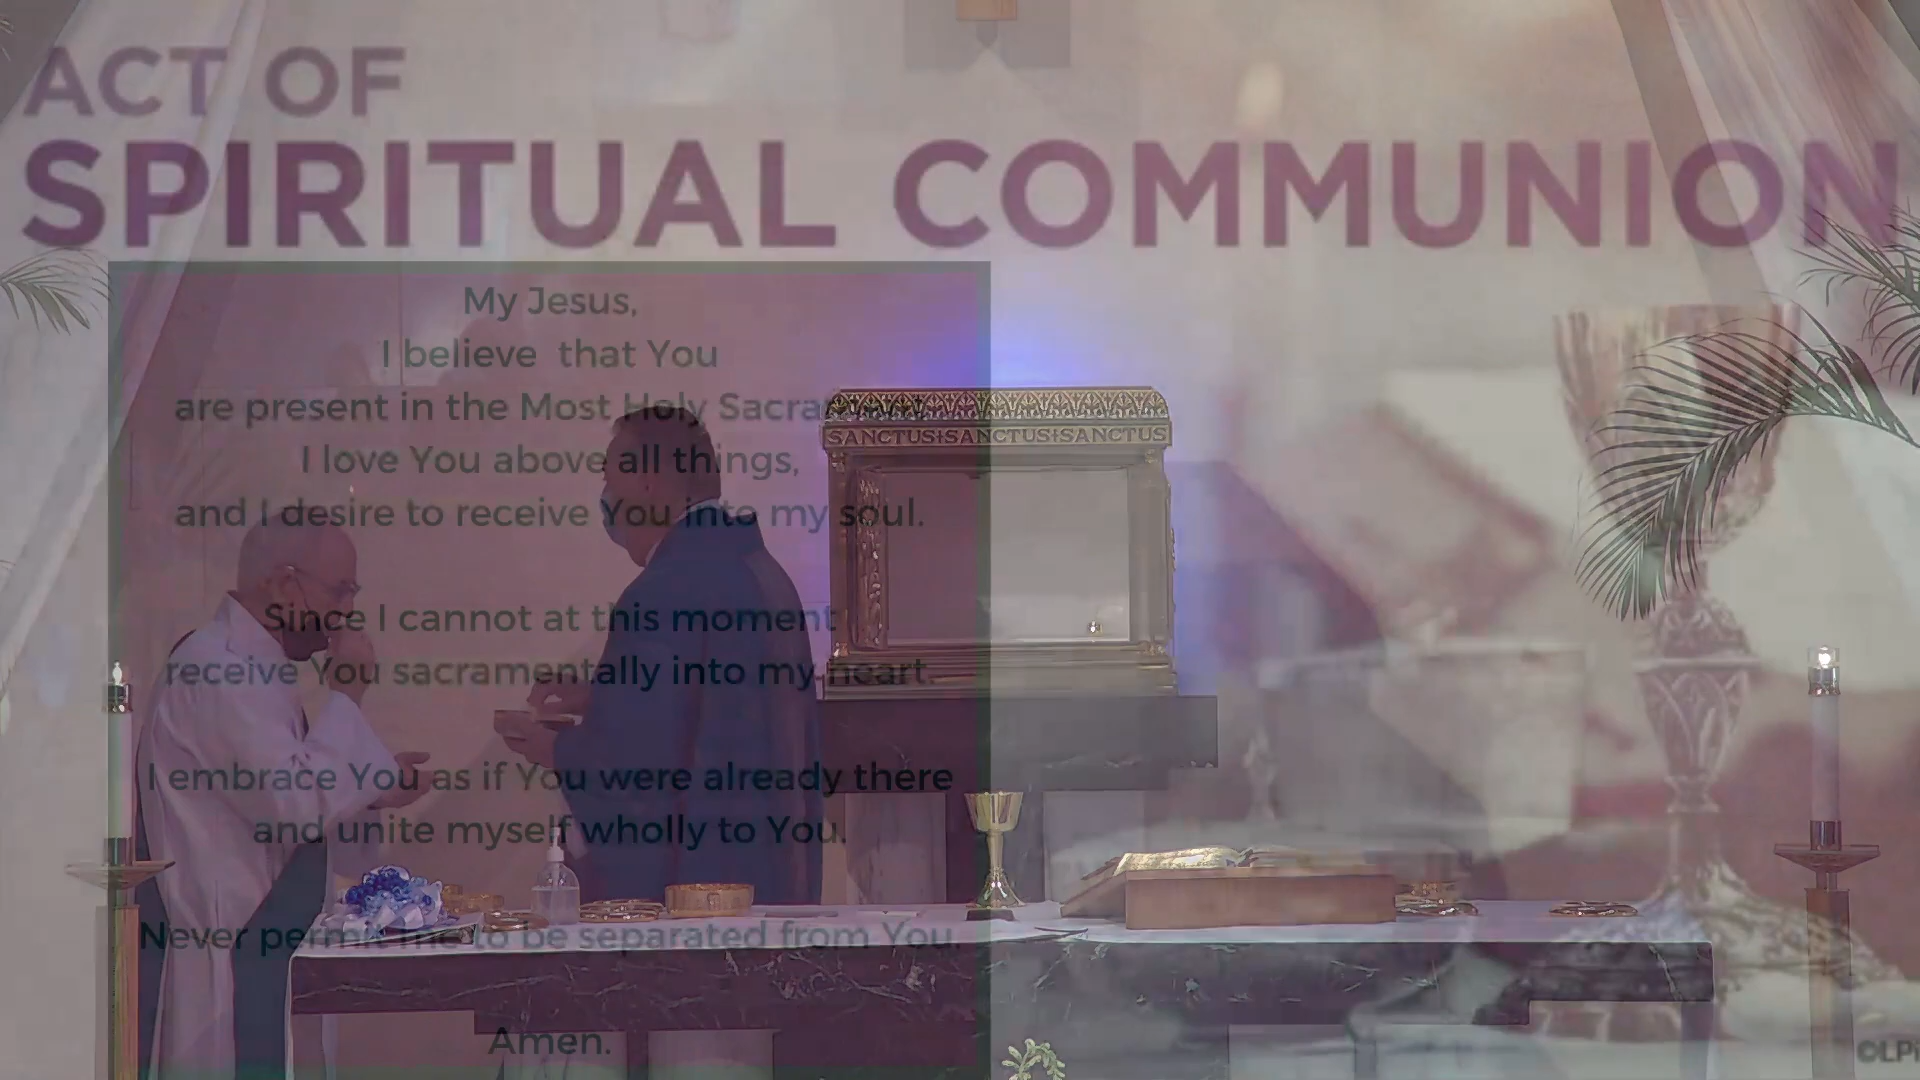 ACT OF
SPIRITUAL COMMUNION
My Jesus,
I believe that You
are present in the Most Holy
I love You above all things,
and I desire to receive You into my soul.
Since I cannot at this moment
receive You sacramentally into my heart,
I embrace You as if You were already there
and unite myself wholly to You.
Never permit me to be separated from You.
Amen.
SANCTUS+SANCTUS+SANCTUS
©LPi